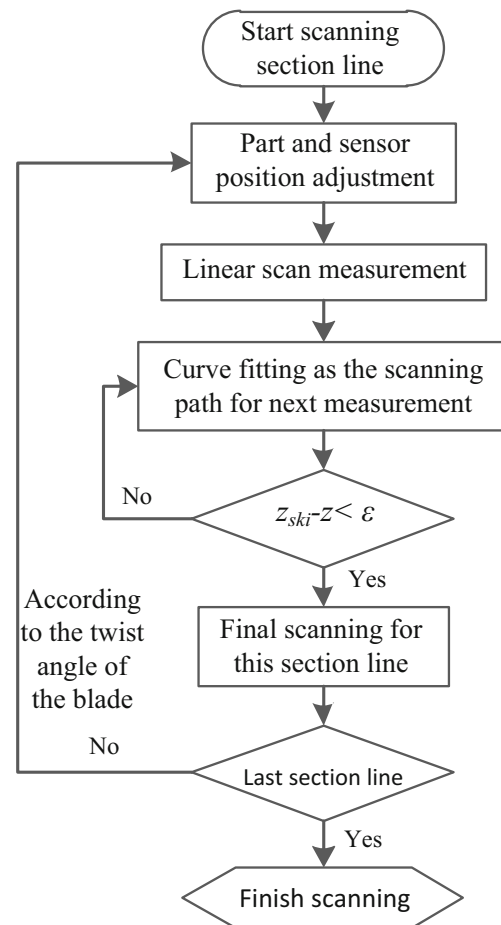 Start scanning
section line
Part and sensor
position adjustment
Linear scan measurement
Curve fitting as the scanning
path for next measurement
No
z_ski-z< ε
Yes
According
to the twist
angle of
the blade
Final scanning for
this section line
No
Last section line
Yes
Finish scanning